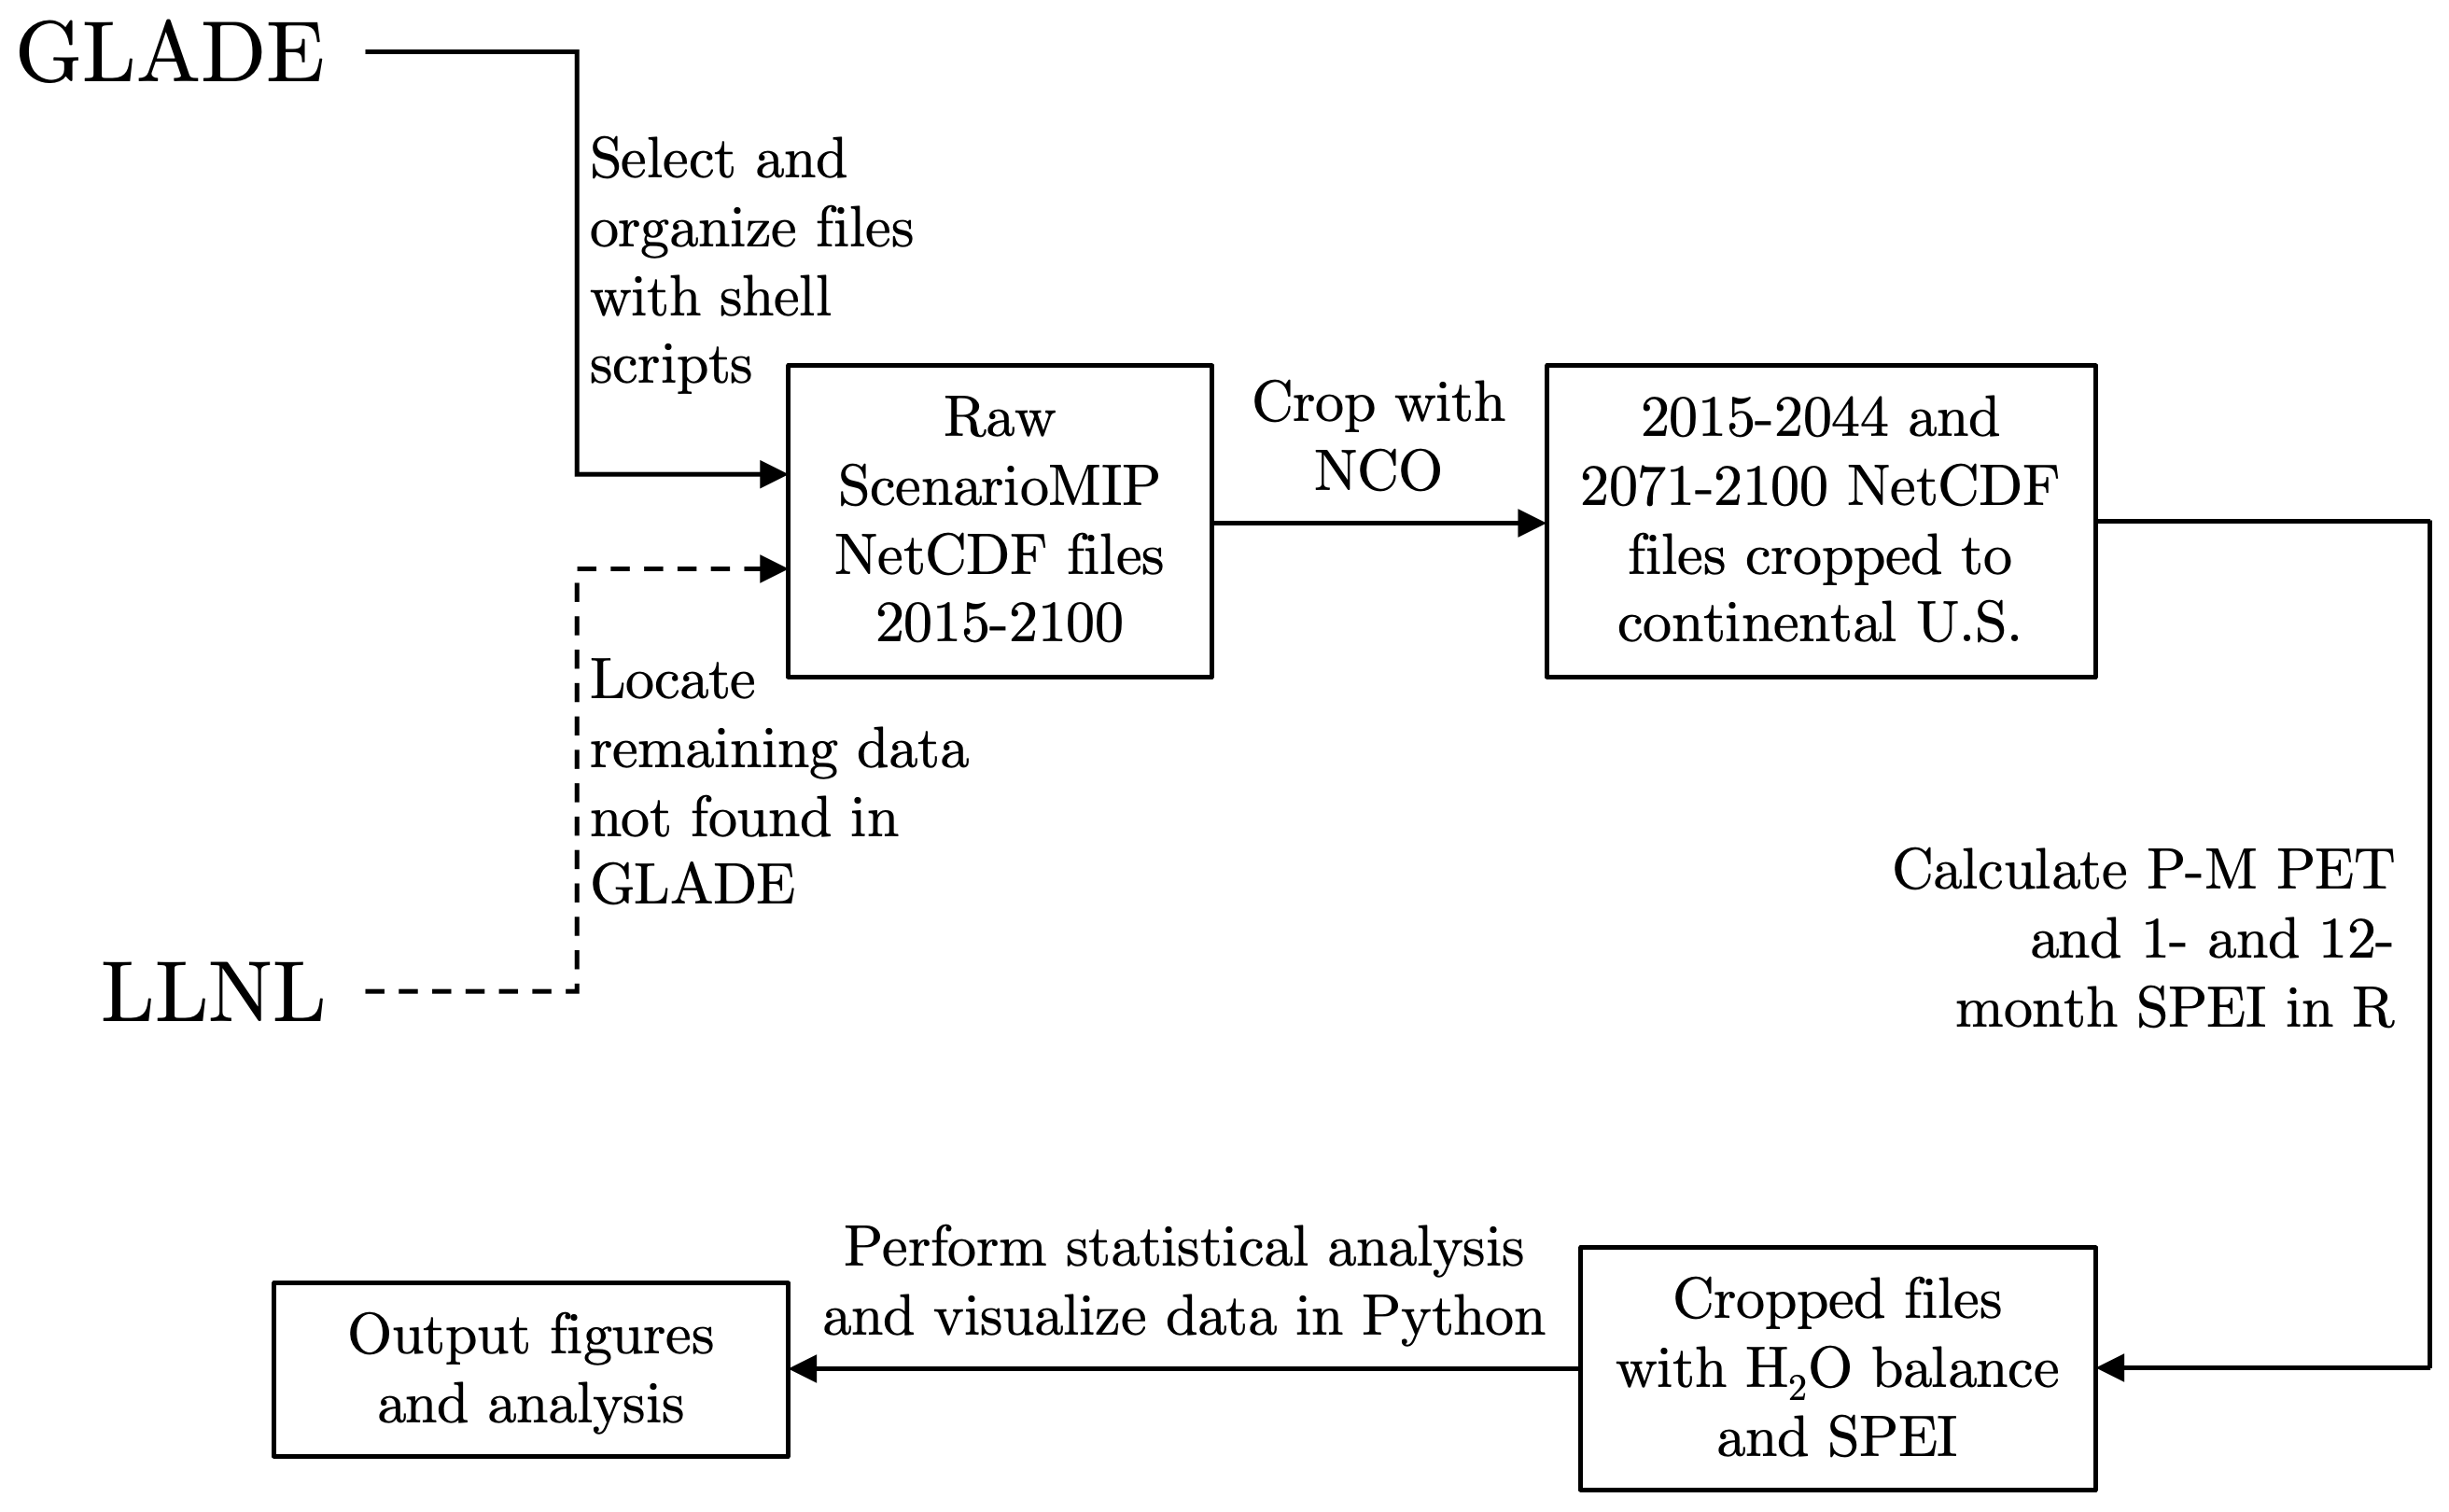 GLADE
Select and
organize files
with shell
scripts
Raw
ScenarioMIP
NetCDF files
2015-2100
Crop with
NCO
2015-2044 and
2071-2100 NetCDF
files cropped to
continental U.S.
Locate
remaining data
not found in
GLADE
LLNL
Calculate P-M PET
and 1- and 12-
month SPEI in R
Cropped files
with H₂O balance
and SPEI
Perform statistical analysis
and visualize data in Python
Output figures
and analysis